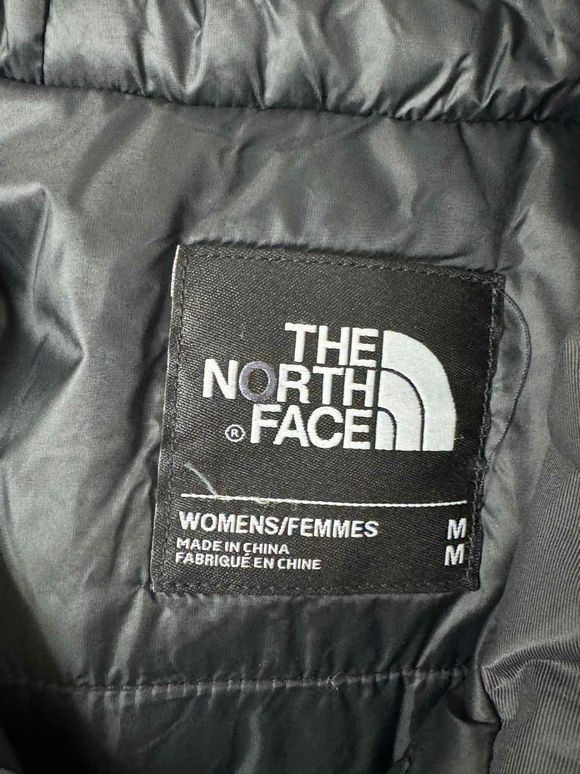 THE
NORTH
® FACE
WOMENS/FEMMES M
MADE IN CHINA
FABRIQUÉ EN CHINE M